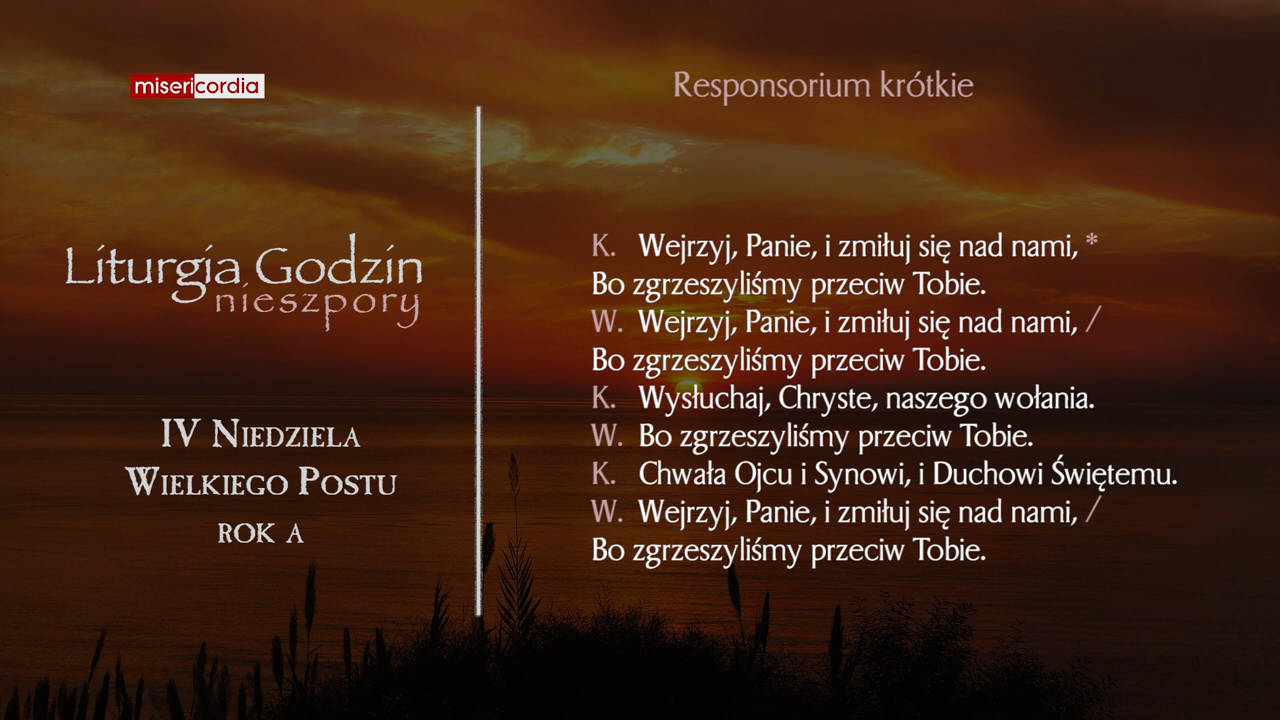 misericordia
Liturgia Godzin
nieszpory
IV Niedziela
Wielkiego Postu
rok a
Responsorium krótkie
K. Wejrzyj, Panie, i zmiłuj się nad nami, *
Bo zgrzeszyliśmy przeciw Tobie.
W. Wejrzyj, Panie, i zmiłuj się nad nami, /
Bo zgrzeszyliśmy przeciw Tobie.
K. Wysłuchaj, Chryste, naszego wołania.
W. Bo zgrzeszyliśmy przeciw Tobie.
K. Chwała Ojcu i Synowi, i Duchowi Świętemu.
W. Wejrzyj, Panie, i zmiłuj się nad nami, /
Bo zgrzeszyliśmy przeciw Tobie.